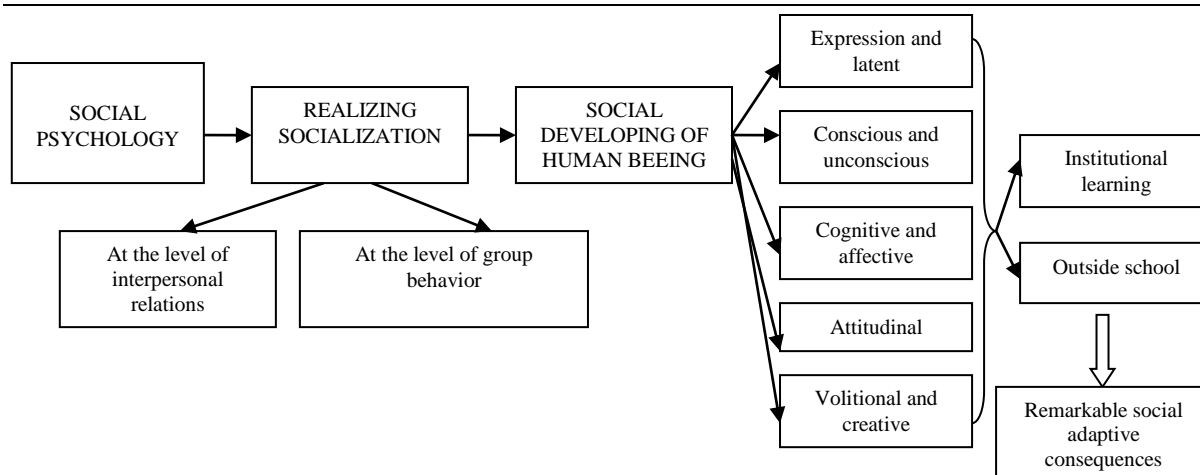 SOCIAL
PSYCHOLOGY
REALIZING
SOCIALIZATION
SOCIAL
DEVELOPING OF
HUMAN BEEING
At the level of
interpersonal
relations
At the level of group
behavior
Expression and
latent
Conscious and
unconscious
Cognitive and
affective
Attitudinal
Volitional and
creative
Institutional
learning
Outside school
Remarkable social
adaptive
consequences